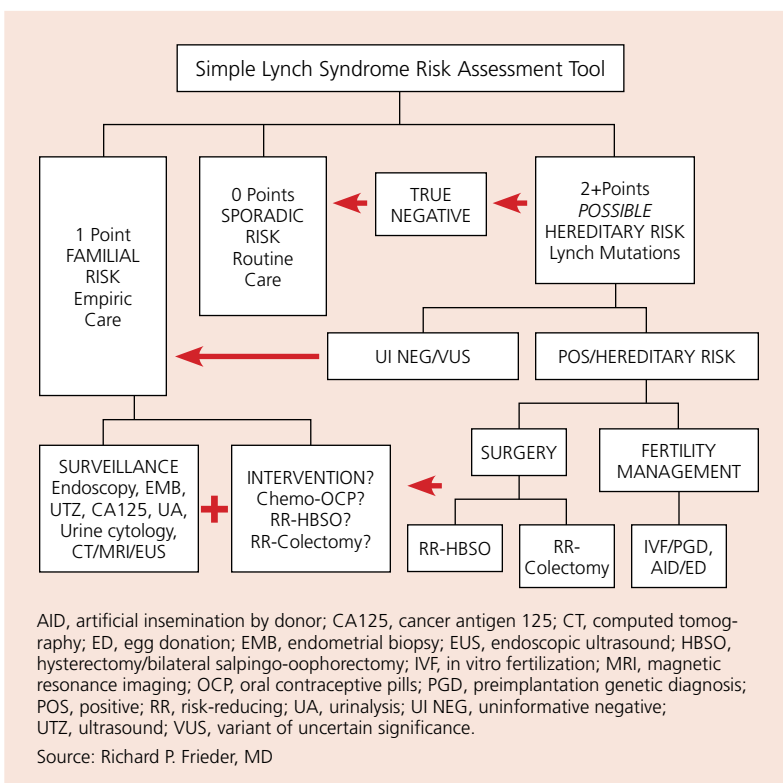 Simple Lynch Syndrome Risk Assessment Tool
1 Point
FAMILIAL
RISK
Empiric
Care
0 Points
SPORADIC
RISK
Routine
Care
TRUE
NEGATIVE
2+Points
POSSIBLE
HEREDITARY RISK
Lynch Mutations
UI NEG/VUS
POS/HEREDITARY RISK
SURVEILLANCE
Endoscopy, EMB,
UTZ, CA125, UA,
Urine cytology,
CT/MRI/EUS
INTERVENTION?
Chemo-OCP?
RR-HBSO?
RR-Colectomy?
SURGERY
FERTILITY
MANAGEMENT
RR-HBSO
RR-
Colectomy
IVF/PGD,
AID/ED
AID, artificial insemination by donor; CA125, cancer antigen 125; CT, computed tomog-
raphy; ED, egg donation; EMB, endometrial biopsy; EUS, endoscopic ultrasound; HBSO,
hysterectomy/bilateral salpingo-oophorectomy; IVF, in vitro fertilization; MRI, magnetic
resonance imaging; OCP, oral contraceptive pills; PGD, preimplantation genetic diagnosis;
POS, positive; RR, risk-reducing; UA, urinalysis; UI NEG, uninformative negative;
UTZ, ultrasound; VUS, variant of uncertain significance.
Source: Richard P. Frieder, MD